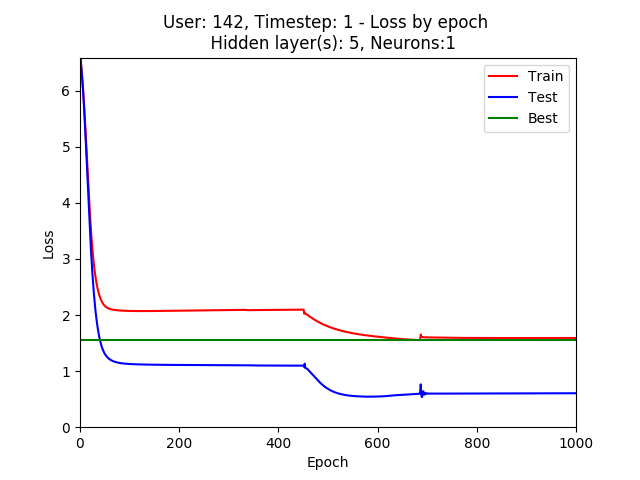 User: 142, Timestep: 1 - Loss by epoch
Hidden layer(s): 5, Neurons:1
Train
Test
Best
Loss
6
5
4
3
2
1
0
0 200 400 600 800 1000
Epoch